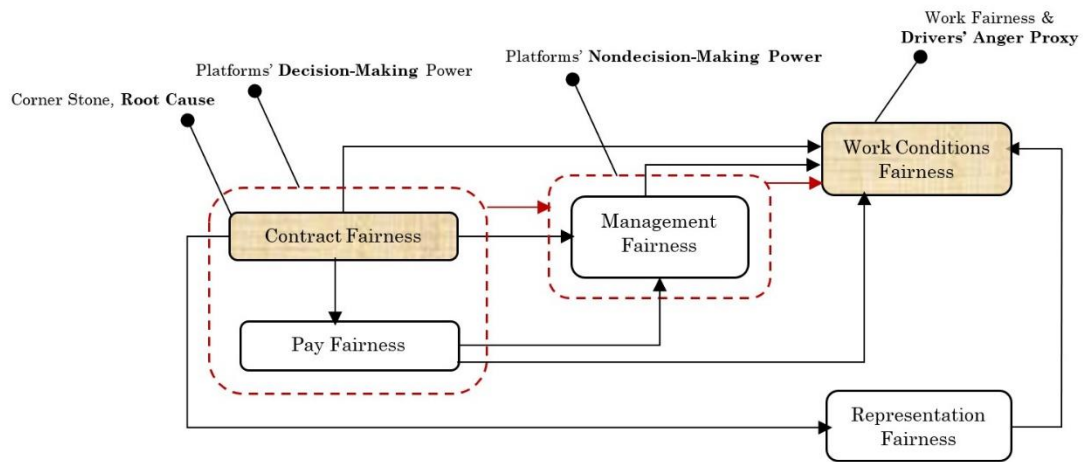 Work Fairness &
Drivers' Anger Proxy
Platforms' Nondecision-Making Power
Platforms' Decision-Making Power
Corner Stone, Root Cause
Work Conditions
Fairness
Management
Fairness
Contract Fairness
Pay Fairness
Representation
Fairness